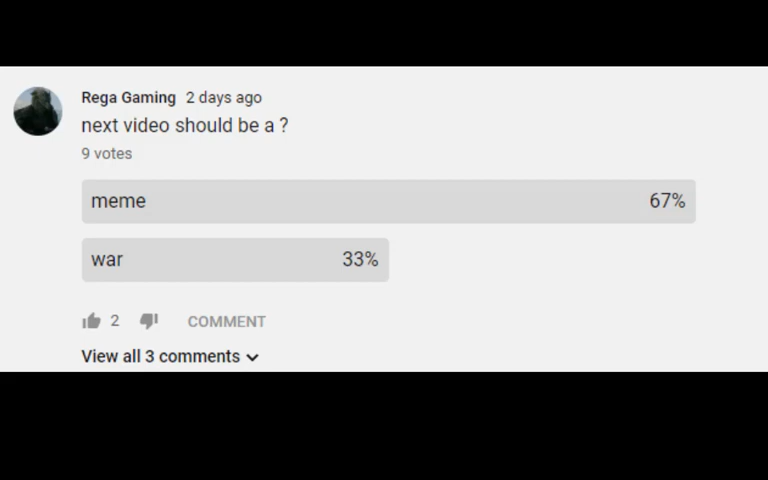 Rega Gaming 2 days ago
next video should be a ?
9 votes
meme 67%
war 33%
2 COMMENT
View all 3 comments